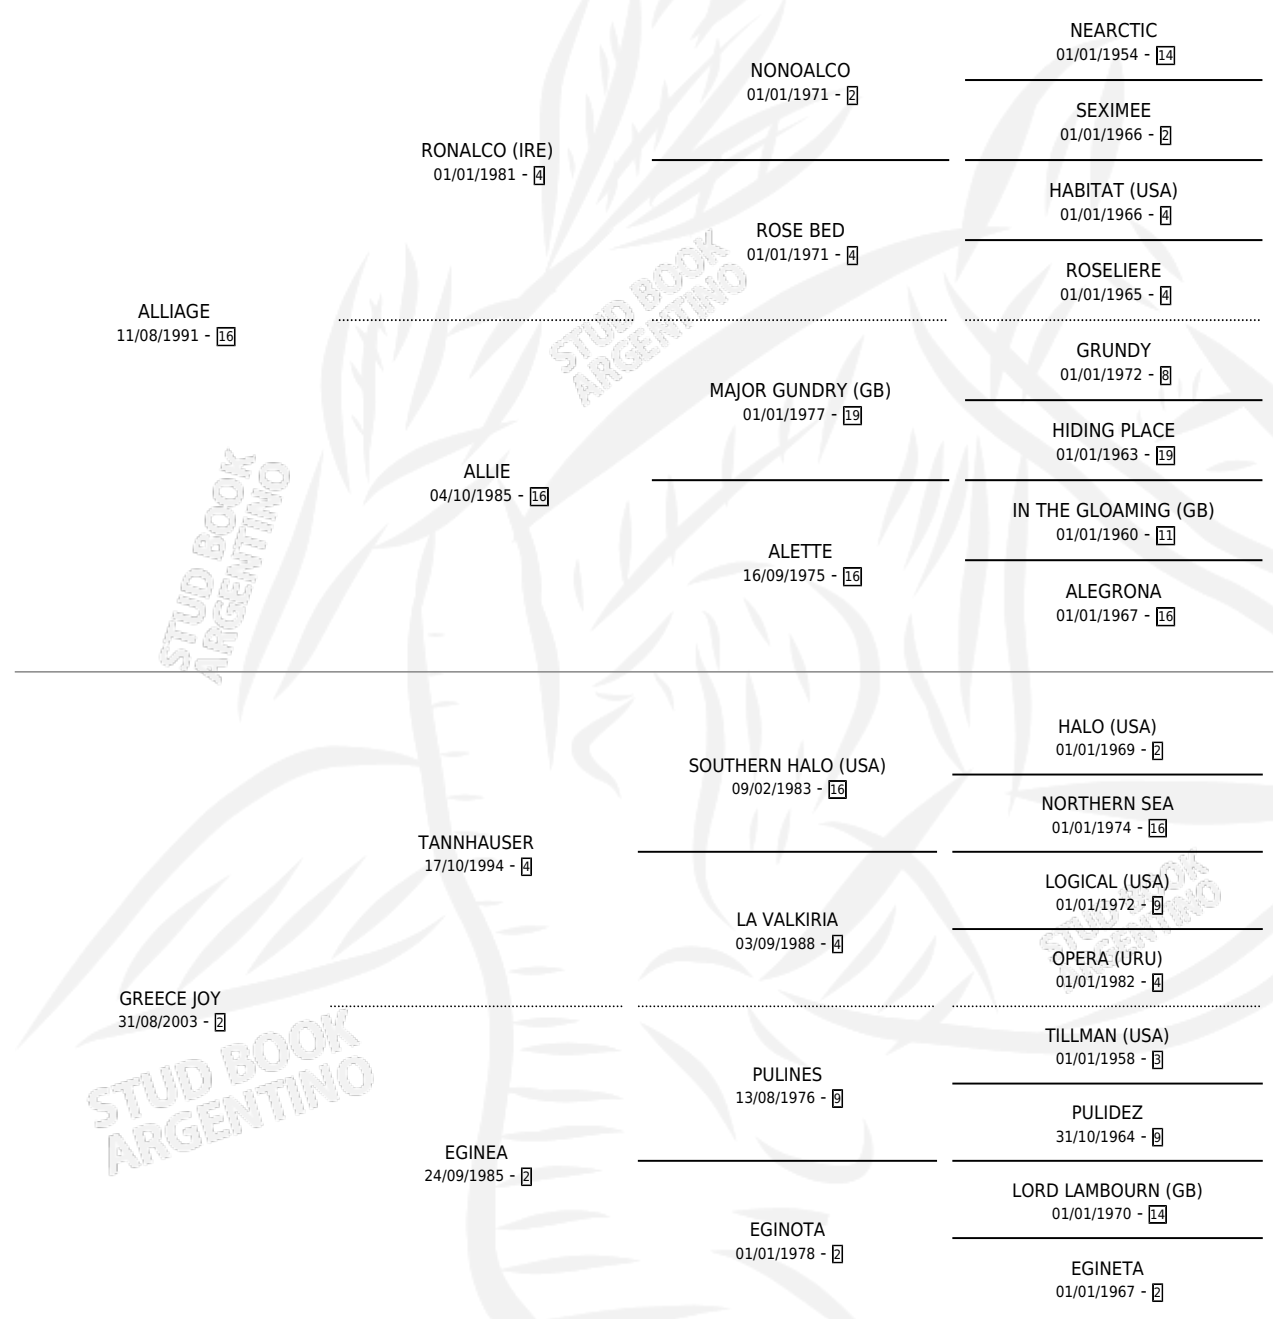 NEARCTIC
01/01/1954 - 14
NONOALCO
01/01/1971 - 2
SEXIMEE
01/01/1966 - 2
RONALCO (IRE)
01/01/1981 - 4
HABITAT (USA)
01/01/1966 - 4
ROSE BED
01/01/1971 - 4
ROSELIERE
01/01/1965 - 4
STUD BOOK
ARGENTINO
ALLIAGE
11/08/1991 - 16
GRUNDY
01/01/1972 - 8
MAJOR GUNDRY (GB)
01/01/1977 - 19
HIDING PLACE
01/01/1963 - 19
ALLIE
04/10/1985 - 16
IN THE GLOAMING (GB)
01/01/1960 - 11
ALETTE
16/09/1975 - 16
ALEGRONA
01/01/1967 - 16
STUD BOOK
ARGENTINO
HALO (USA)
01/01/1969 - 2
SOUTHERN HALO (USA)
09/02/1983 - 16
NORTHERN SEA
01/01/1974 - 16
TANNHAUSER
17/10/1994 - 4
LOGICAL (USA)
01/01/1972 - 9
LA VALKIRIA
03/09/1988 - 4
OPERA (URU)
01/01/1982 - 4
STUD BOOK
ARGENTINO
GREECE JOY
31/08/2003 - 2
TILLMAN (USA)
01/01/1958 - 3
PULINES
13/08/1976 - 9
PULIDEZ
31/10/1964 - 9
STUD BOOK
ARGENTINO
EGINEA
24/09/1985 - 2
LORD LAMBOURN (GB)
01/01/1970 - 14
EGINOTA
01/01/1978 - 2
EGINETA
01/01/1967 - 2